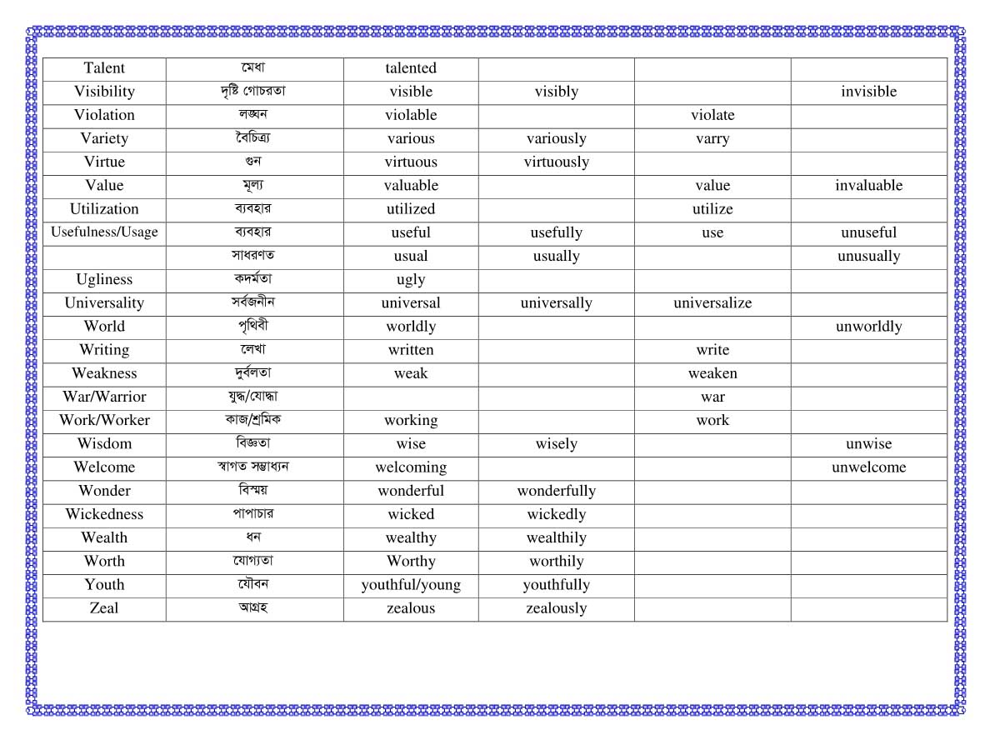 Talent মেধা talented
Visibility দৃষ্টি গোচরতা visible visibly invisible
Violation লঙ্ঘন violable violate
Variety বৈচিত্র্য various variously varry
Virtue গুন virtuous virtuously
Value মূল্য valuable value invaluable
Utilization ব্যবহার utilized utilize
Usefulness/Usage ব্যবহার useful usefully use unuseful
সাধরণত usual usually unusually
Ugliness কদর্মতা ugly
Universality সর্বজনীন universal universally universalize
World পৃথিবী worldly unworldly
Writing লেখা written write
Weakness দুর্বলতা weak weaken
War/Warrior যুদ্ধ/যোদ্ধা war
Work/Worker কাজ/শ্রমিক working work
Wisdom বিজ্ঞতা wise wisely unwise
Welcome স্বাগত সম্ভাধ্যন welcoming unwelcome
Wonder বিস্ময় wonderful wonderfully
Wickedness পাপাচার wicked wickedly
Wealth ধন wealthy wealthily
Worth যোগ্যতা Worthy worthily
Youth যৌবন youthful/young youthfully
Zeal আগ্রহ zealous zealously